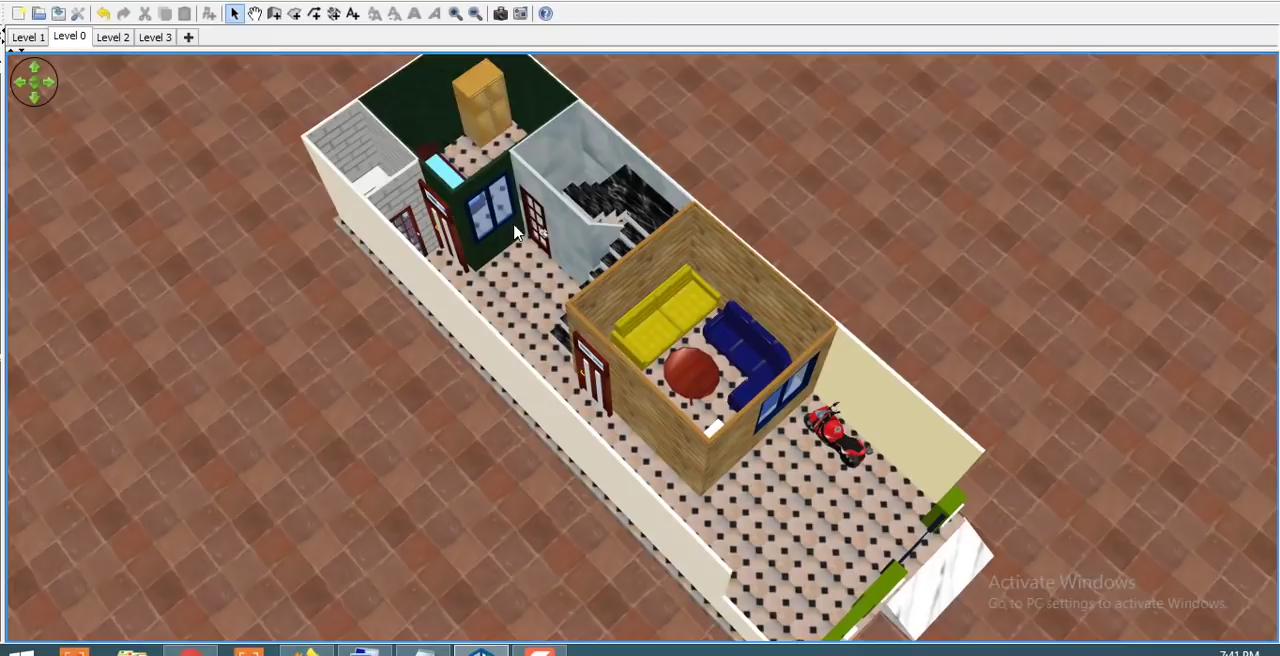 Level 1 Level 0 Level 2 Level 3
Activate Windows
Go to PC settings to activate Windows.
7:41 PM